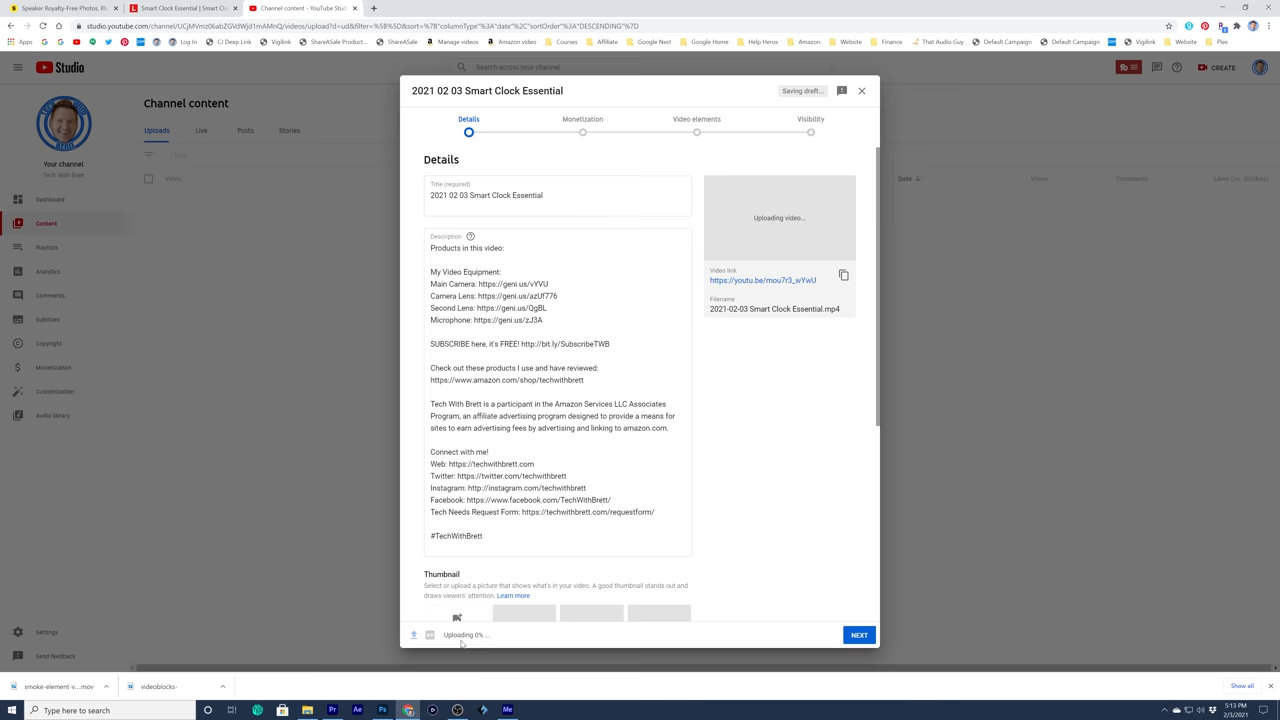 Speaker Royalty-Free Photos, Illu
Smart Clock Essential | Smart Cl
Channel content - YouTube Stud
studio.youtube.com/channel/UCjMVmz06abZGVdWjd1mAMnQ/videos/upload?d=ud&filter=%5B%5D&sort=%7B"columnType"%3A"date"%2C"sortOrder"%3A"DESCENDING"%7D
Apps
Log In
CJ Deep Link
Vigilink
ShareASale Product...
ShareASale
Manage videos
Amazon video
Courses
Affiliate
Google Nest
Google Home
Help Heros
Amazon
Website
Finance
That Audio Guy
Default Campaign
Default Campaign
Vigilink
Website
Plex
Studio
Search across your channel
CREATE
Your channel
Tech With Brett
Dashboard
Content
Playlists
Analytics
Comments
Subtitles
Copyright
Monetization
Customization
Audio library
Settings
Send feedback
Channel content
Uploads
Live
Posts
Stories
Filter
Video
Date
Views
Comments
Likes (vs. dislikes)
2021 02 03 Smart Clock Essential
Saving draft...
Details
Monetization
Video elements
Visibility
Details
Title (required)
2021 02 03 Smart Clock Essential
Description
Products in this video:
My Video Equipment:
Main Camera: https://geni.us/vYVU
Camera Lens: https://geni.us/azUf776
Second Lens: https://geni.us/QgBL
Microphone: https://geni.us/zJ3A
SUBSCRIBE here, it's FREE! http://bit.ly/SubscribeTWB
Check out these products I use and have reviewed:
https://www.amazon.com/shop/techwithbrett
Tech With Brett is a participant in the Amazon Services LLC Associates
Program, an affiliate advertising program designed to provide a means for
sites to earn advertising fees by advertising and linking to amazon.com.
Connect with me!
Web: https://techwithbrett.com
Twitter: https://twitter.com/techwithbrett
Instagram: http://instagram.com/techwithbrett
Facebook: https://www.facebook.com/TechWithBrett/
Tech Needs Request Form: https://techwithbrett.com/requestform/
#TechWithBrett
Uploading video...
Video link
https://youtu.be/mou7r3_wYwU
Filename
2021-02-03 Smart Clock Essential.mp4
Thumbnail
Select or upload a picture that shows what's in your video. A good thumbnail stands out and
draws viewers' attention. Learn more
Uploading 0% ...
NEXT
smoke-element-v....mov
videoblocks-
Show all
Type here to search
Pr
Ae
Ps
Me
5:13 PM
2/3/2021